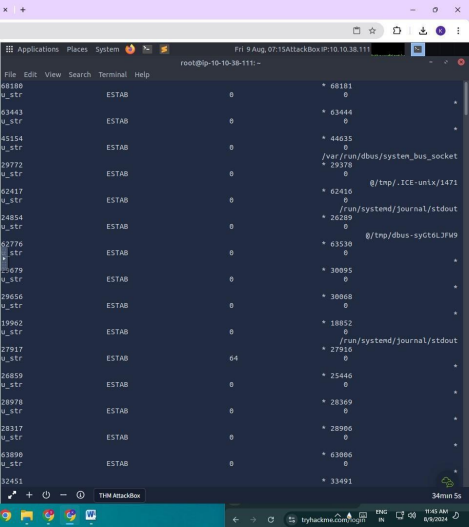 Applications Places System Fri 9 Aug, 07:15 AttackBox IP:10.10.38.111
root@ip-10-10-38-111: ~
File Edit View Search Terminal Help
68180 * 68181
u_str ESTAB 0 0
*
63443 * 63444
u_str ESTAB 0 0
*
45154 * 44635
u_str ESTAB 0 0
/var/run/dbus/system_bus_socket
29772 * 29378
u_str ESTAB 0 0
@/tmp/.ICE-unix/1471
62417 * 62416
u_str ESTAB 0 0
/run/systemd/journal/stdout
24854 * 26289
u_str ESTAB 0 0
@/tmp/dbus-syGt6LJFW9
62776 * 63530
_str ESTAB 0 0
*
9679 * 30095
u_str ESTAB 0 0
*
29656 * 30068
u_str ESTAB 0 0
*
19962 * 18052
u_str ESTAB 0 0
/run/systemd/journal/stdout
27917 * 27916
u_str ESTAB 64 0
*
26859 * 25446
u_str ESTAB 0 0
*
28978 * 28369
u_str ESTAB 0 0
*
28317 * 28906
u_str ESTAB 0 0
*
63890 * 63006
u_str ESTAB 0 0
*
32451 * 33491
THM AttackBox 34min 5s
tryhackme.com/login ENG IN 11:45 AM 8/9/2024